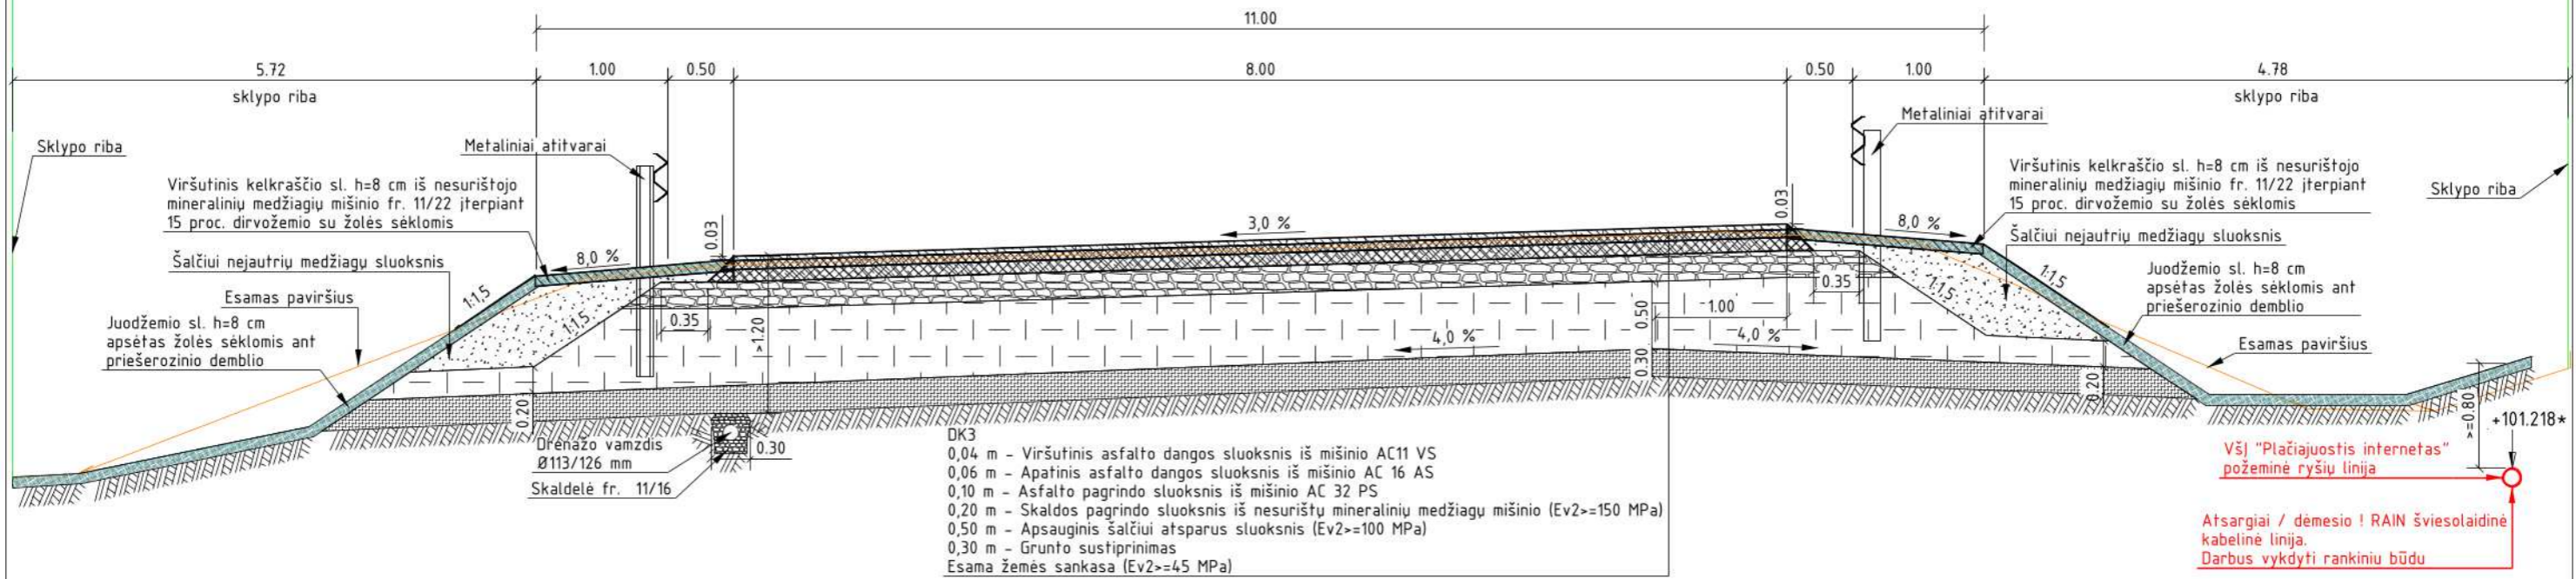 11.00
5.72
1.00
0.50
8.00
0.50
1.00
4.78
sklypo riba
sklypo riba
Sklypo riba
Metaliniai atitvarai
Metaliniai atitvarai
Sklypo riba
Viršutinis kelkraščio sl. h=8 cm iš nesurištojo
mineralinių medžiagų mišinio fr. 11/22 įterpiant
15 proc. dirvožemio su žolės sėklomis
Viršutinis kelkraščio sl. h=8 cm iš nesurištojo
mineralinių medžiagų mišinio fr. 11/22 įterpiant
15 proc. dirvožemio su žolės sėklomis
0.03
3,0 %
0.03
8,0 %
8,0 %
Šalčiui nejautrių medžiagų sluoksnis
Šalčiui nejautrių medžiagų sluoksnis
Esamas paviršius
1:1.5
1:1.5
Juodžemio sl. h=8 cm
apsėtas žolės sėklomis ant
priešerozinio demblio
Juodžemio sl. h=8 cm
apsėtas žolės sėklomis ant
priešerozinio demblio
1:1.5
0.35
>1.20
0.50
1.00
0.35
1:1.5
4,0 %
4,0 %
0.30
Esamas paviršius
0.20
0.20
>=0.80
+101.218*
Drenažo vamzdis
Ø113/126 mm
0.30
Skaldelė fr. 11/16
DK3
0,04 m - Viršutinis asfalto dangos sluoksnis iš mišinio AC11 VS
0,06 m - Apatinis asfalto dangos sluoksnis iš mišinio AC 16 AS
0,10 m - Asfalto pagrindo sluoksnis iš mišinio AC 32 PS
0,20 m - Skaldos pagrindo sluoksnis iš nesurištų mineralinių medžiagų mišinio (Ev2>=150 MPa)
0,50 m - Apsauginis šalčiui atsparus sluoksnis (Ev2>=100 MPa)
0,30 m - Grunto sustiprinimas
Esama žemės sankasa (Ev2>=45 MPa)
VšĮ "Plačiajuostis internetas"
požeminė ryšių linija
Atsargiai / dėmesio ! RAIN šviesolaidinė
kabelinė linija.
Darbus vykdyti rankiniu būdu